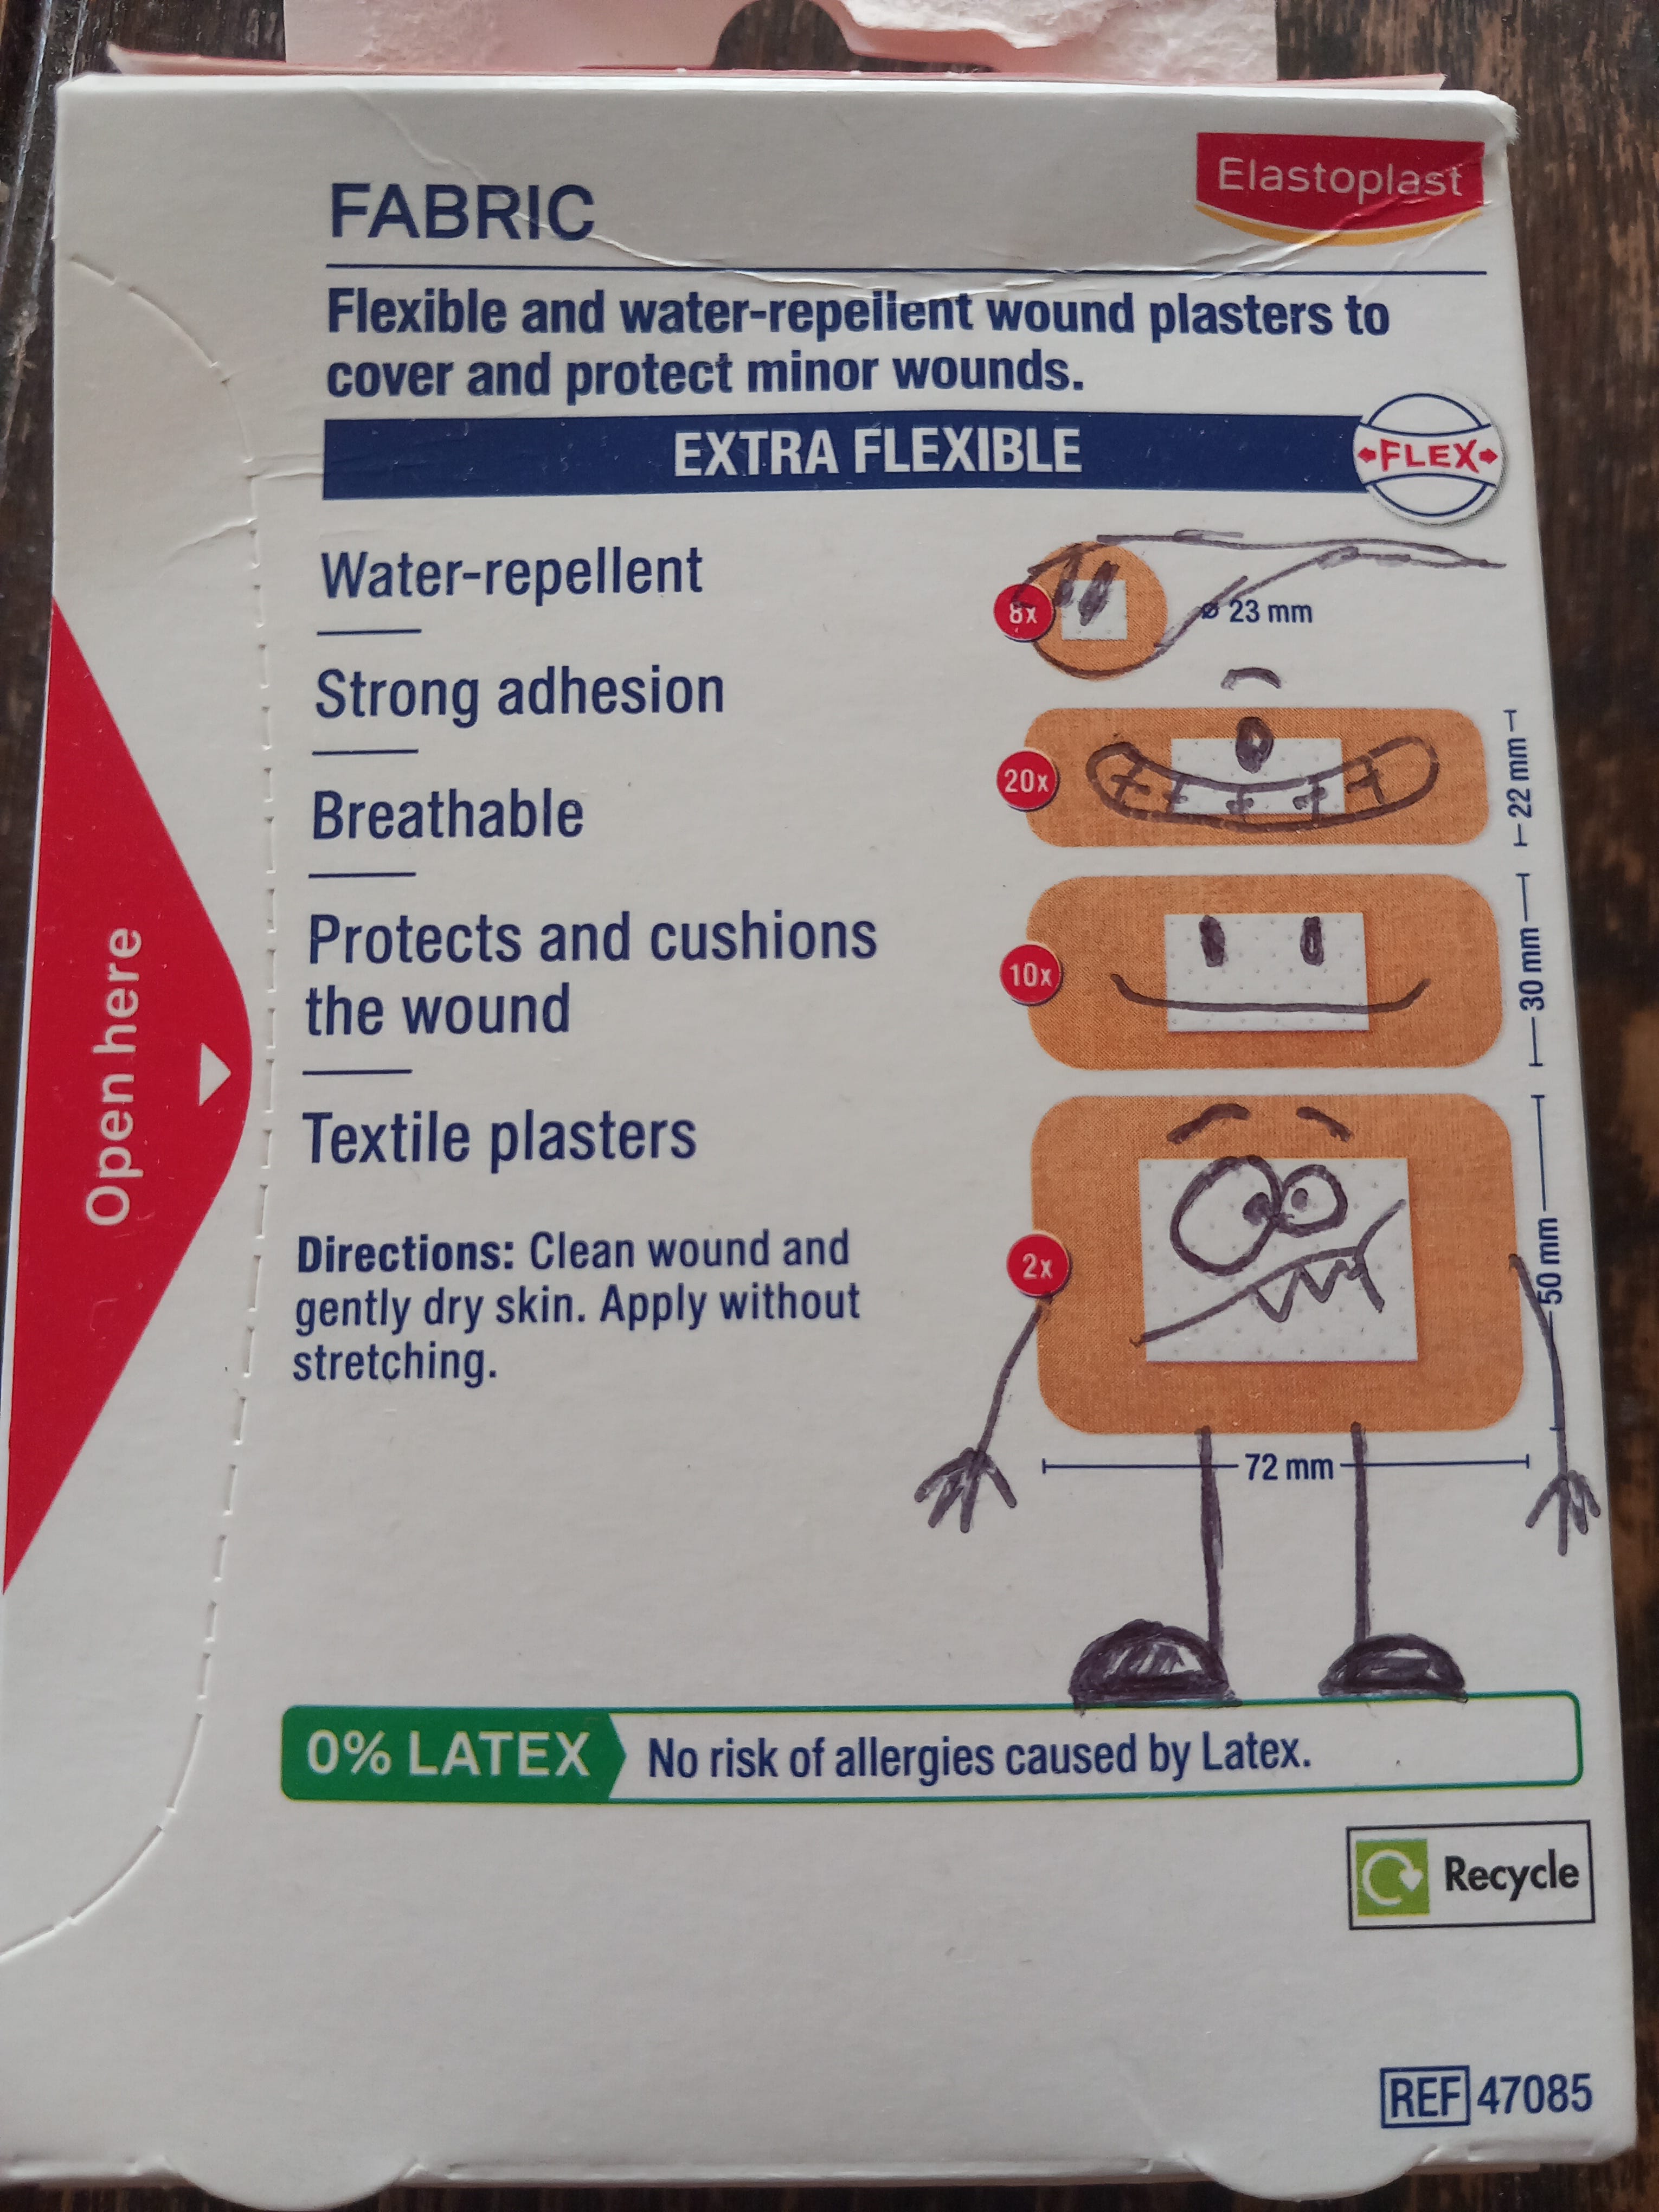 Elastoplast
FABRIC
Flexible and water-repellent wound plasters to
cover and protect minor wounds.
EXTRA FLEXIBLE
FLEX
Water-repellent
Strong adhesion
Breathable
Protects and cushions
the wound
Textile plasters
Directions: Clean wound and
gently dry skin. Apply without
stretching.
8x
ø 23 mm
20x
22 mm
10x
30 mm
2x
50 mm
72 mm
Open here
0% LATEX
No risk of allergies caused by Latex.
Recycle
REF 47085